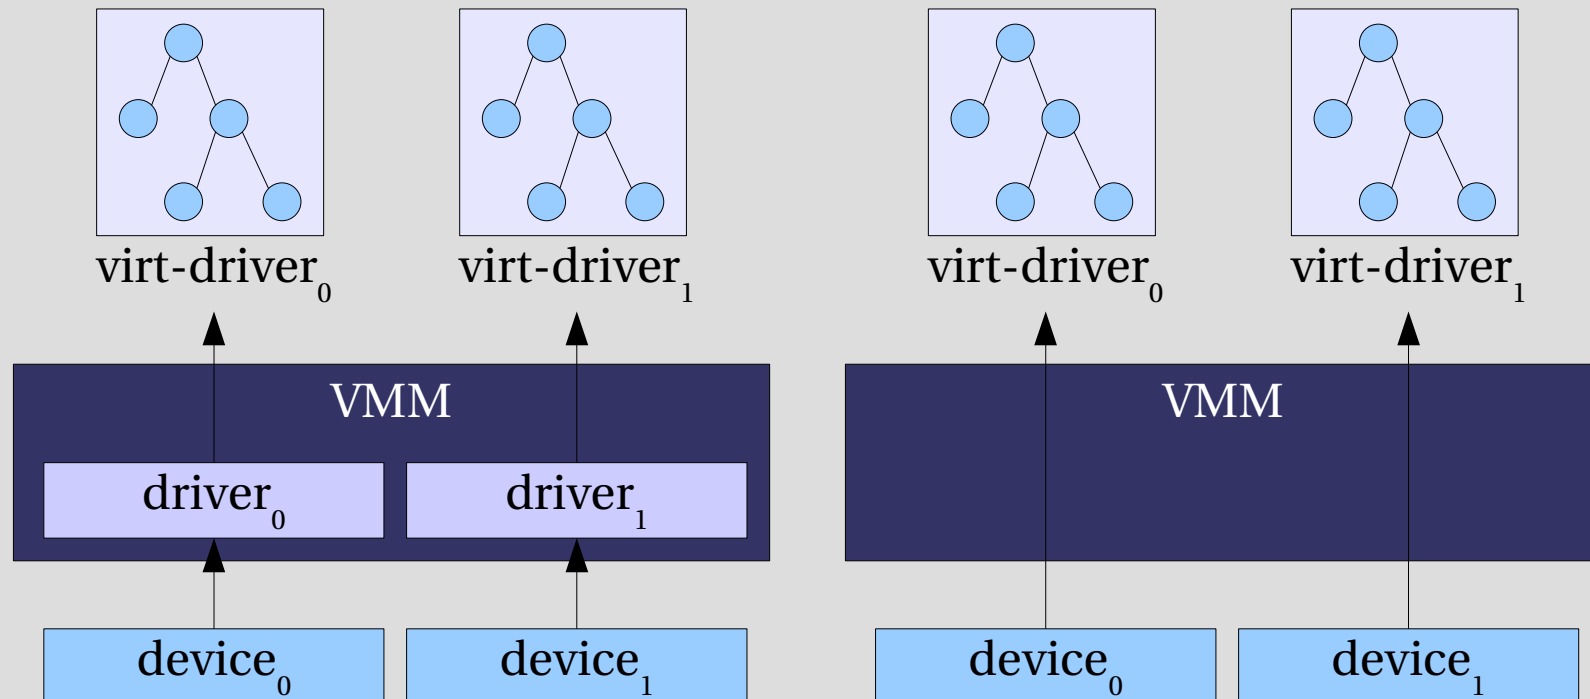 virt-driver₀ virt-driver₁ virt-driver₀ virt-driver₁
VMM VMM
driver₀ driver₁
device₀ device₁ device₀ device₁